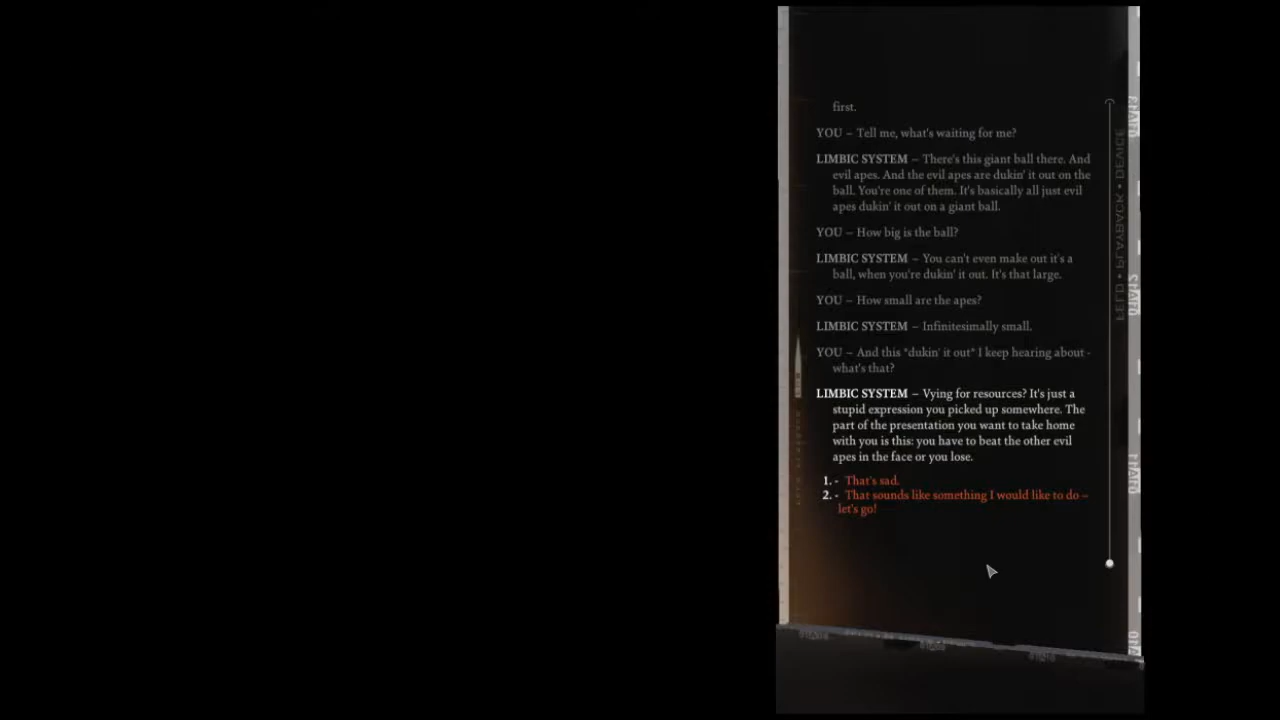 first.
YOU – Tell me, what's waiting for me?
LIMBIC SYSTEM – There's this giant ball there. And
evil apes. And the evil apes are dukin' it out on the
ball. You're one of them. It's basically all just evil
apes dukin' it out on a giant ball.
YOU – How big is the ball?
LIMBIC SYSTEM – You can't even make out it's a
ball, when you're dukin' it out. It's that large.
YOU – How small are the apes?
LIMBIC SYSTEM – Infinitesimally small.
YOU – And this *dukin' it out* I keep hearing about -
what's that?
LIMBIC SYSTEM – Vying for resources? It's just a
stupid expression you picked up somewhere. The
part of the presentation you want to take home
with you is this: you have to beat the other evil
apes in the face or you lose.
1. - That's sad.
2. - That sounds like something I would like to do –
let's go!
PLAYBACK • DEVICE